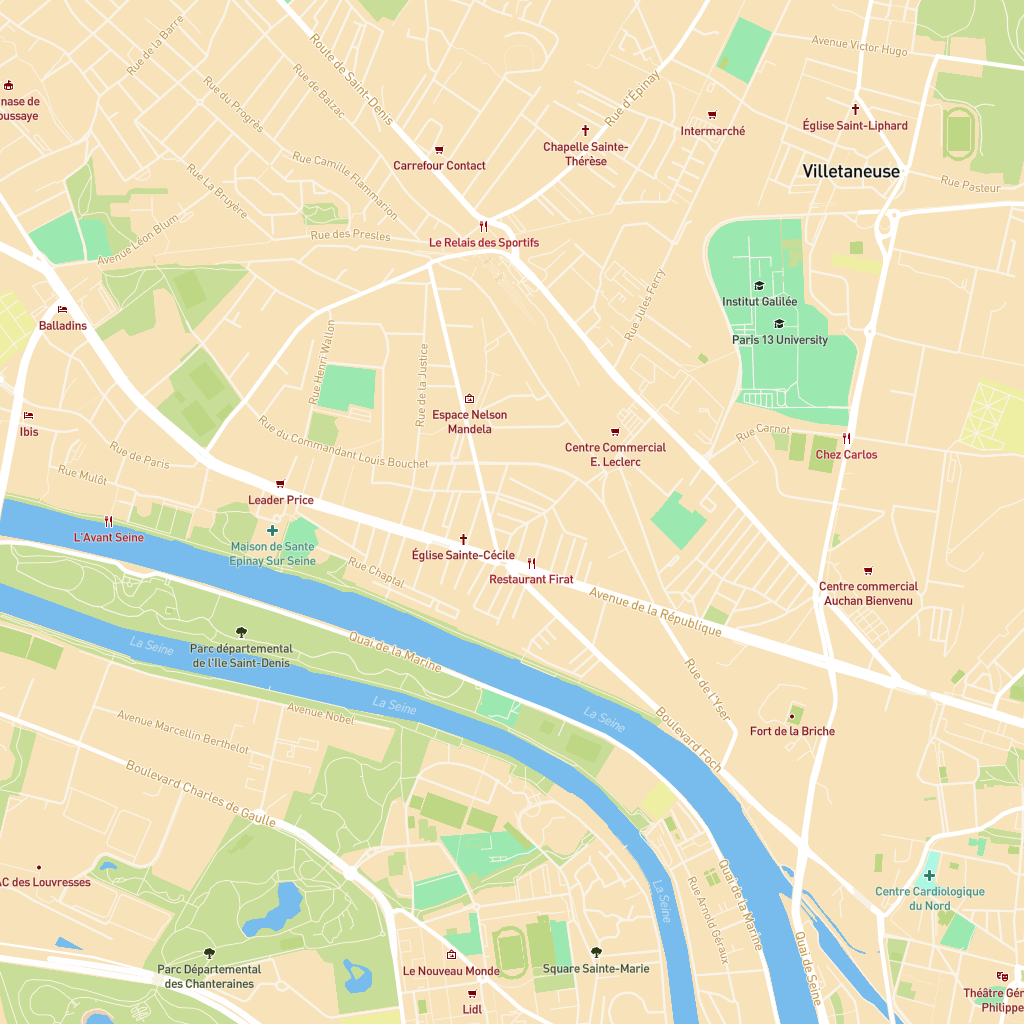 Rue de la Barre
Route de Saint-Denis
Avenue Victor Hugo
Rue d'Épinay
Rue de Balzac
Rue du Progrès
nase de
oussaye
Intermarché
Église Saint-Liphard
Chapelle Sainte-
Thérèse
Carrefour Contact
Villetaneuse
Rue Camille Flammarion
Rue La Bruyère
Rue Pasteur
Avenue Léon Blum
Rue des Presles
Le Relais des Sportifs
Rue Jules Ferry
Institut Galilée
Paris 13 University
Balladins
Rue Henri Wallon
Rue de la Justice
Espace Nelson
Mandela
Ibis
Rue du Commandant Louis Bouchet
Rue de Paris
Rue Mulôt
Centre Commercial
E. Leclerc
Rue Carnot
Chez Carlos
Leader Price
L'Avant Seine
Maison de Sante
Epinay Sur Seine
Église Sainte-Cécile
Restaurant Firat
Rue Chaptal
Avenue de la République
Centre commercial
Auchan Bienvenu
La Seine
Parc départemental
de l'Ile Saint-Denis
Quai de la Marine
La Seine
La Seine
Avenue Nobel
Avenue Marcellin Berthelot
Boulevard Charles de Gaulle
Rue de l'Yser
Boulevard Foch
Fort de la Briche
AC des Louvresses
La Seine
Quai de la Marine
Rue Arnold Géraux
Quai de Seine
Centre Cardiologique
du Nord
Parc Départemental
des Chanteraines
Le Nouveau Monde
Lidl
Square Sainte-Marie
Théâtre Gér
Philippe